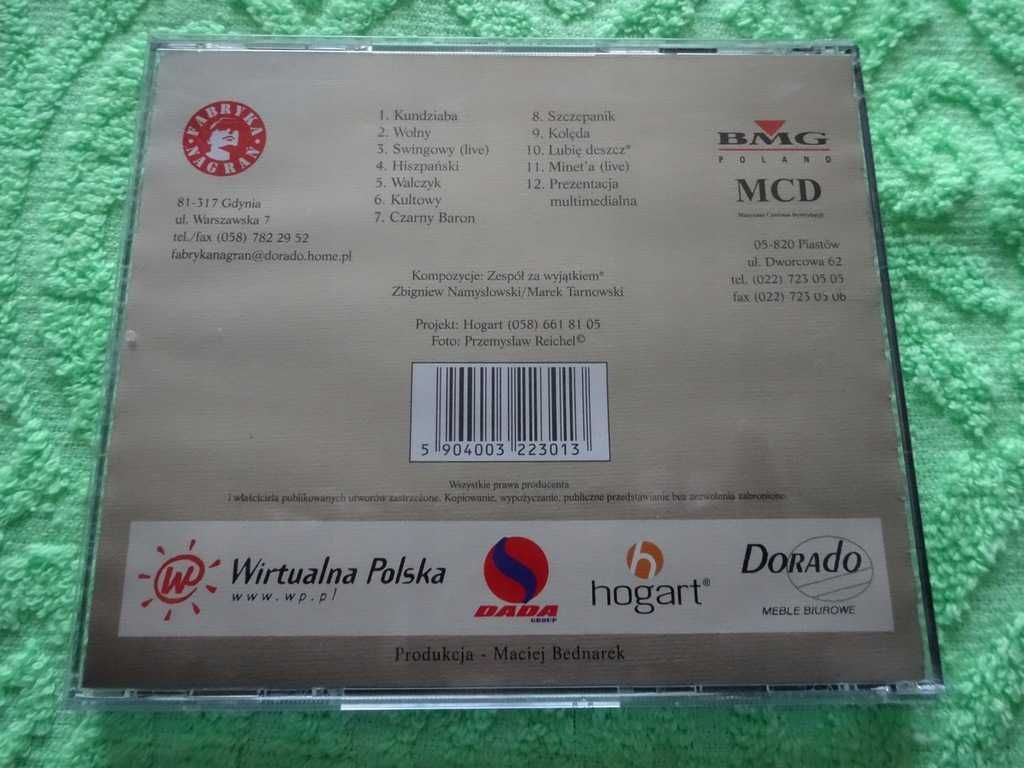 FABRYKA NAGRAŃ
81-317 Gdynia
ul. Warszawska 7
tel./fax (058) 782 29 52
fabrykanagran@dorado.home.pl
1. Kundziaba
2. Wolny
3. Swingowy (live)
4. Hiszpański
5. Walczyk
6. Kultowy
7. Czarny Baron
8. Szczepanik
9. Kolęda
10. Lubię deszcz*
11. Minet'a (live)
12. Prezentacja
multimedialna
BMG
POLAND
MCD
05-820 Piastów
ul. Dworcowa 62
tel. (022) 723 05 05
fax (022) 723 05 06
Kompozycje: Zespół za wyjątkiem*
Zbigniew Namysłowski/Marek Tarnowski
Projekt: Hogart (058) 661 81 05
Foto: Przemysław Reichel©
5 904003 223013
Wszystkie prawa producenta
i właściciela publikowanych utworów zastrzeżone. Kopiowanie, wypożyczanie, publiczne przedstawianie bez zezwolenia zabronione.
Wirtualna Polska
www.wp.pl
DADA
GROUP
hogart®
DORADO
MEBLE BIUROWE
Produkcja - Maciej Bednarek